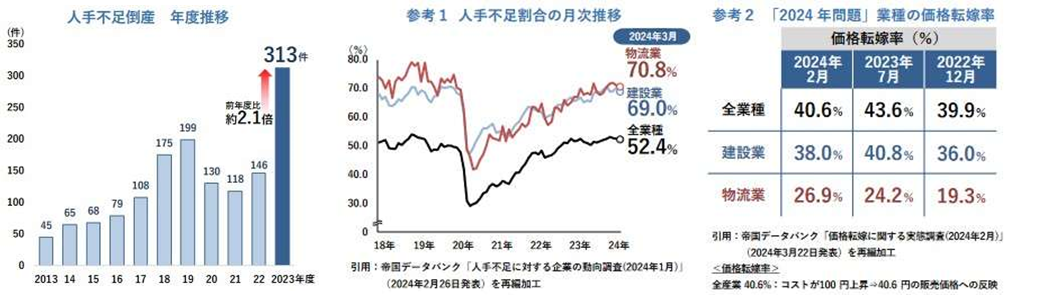 人手不足倒産 年度推移
(件)
350
300
250
200
150
100
50
0
45
65
68
79
108
175
199
130
118
146
313件
前年度比
約2.1倍
2013 14 15 16 17 18 19 20 21 22 2023年度
参考1 人手不足割合の月次推移
(%)
80.0
70.0
60.0
50.0
40.0
30.0
0
18年 19年 20年 21年 22年 23年 24年
2024年3月
物流業
70.8%
建設業
69.0%
全業種
52.4%
引用：帝国データバンク「人手不足に対する企業の動向調査(2024年1月)」
(2024年2月26日発表）を再編加工
参考2 「2024年問題」業種の価格転嫁率
価格転嫁率（%）
2024年2月 2023年7月 2022年12月
全業種 40.6% 43.6% 39.9%
建設業 38.0% 40.8% 36.0%
物流業 26.9% 24.2% 19.3%
引用：帝国データバンク「価格転嫁に関する実態調査(2024年2月)」
(2024年3月22日発表）を再編加工
<価格転嫁率>
全産業 40.6%：コストが100 円上昇⇒40.6 円の販売価格への反映